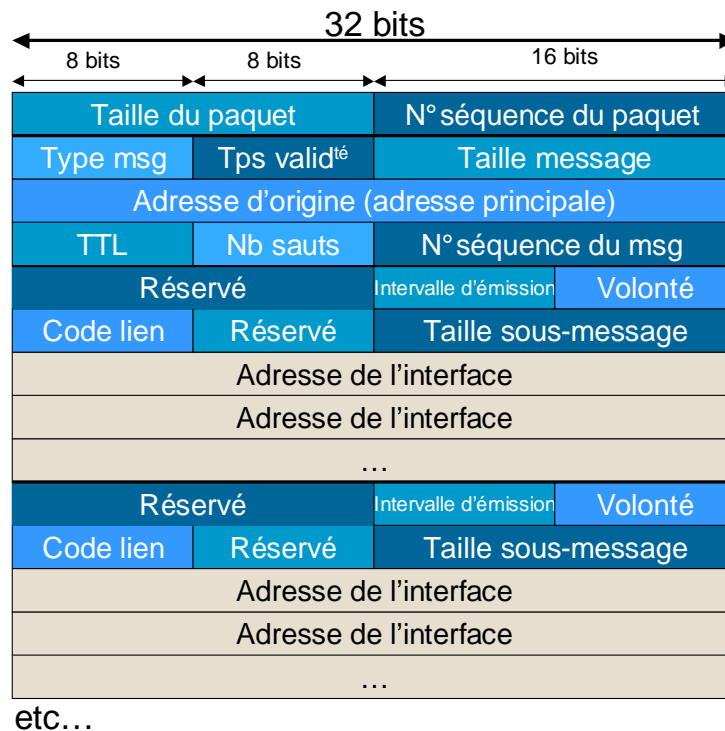 32 bits
8 bits 8 bits 16 bits
Taille du paquet N° séquence du paquet
Type msg Tps validté Taille message
Adresse d’origine (adresse principale)
TTL Nb sauts N° séquence du msg
Réservé Intervalle d’émission Volonté
Code lien Réservé Taille sous-message
Adresse de l’interface
Adresse de l’interface
…
Réservé Intervalle d’émission Volonté
Code lien Réservé Taille sous-message
Adresse de l’interface
Adresse de l’interface
…
etc…